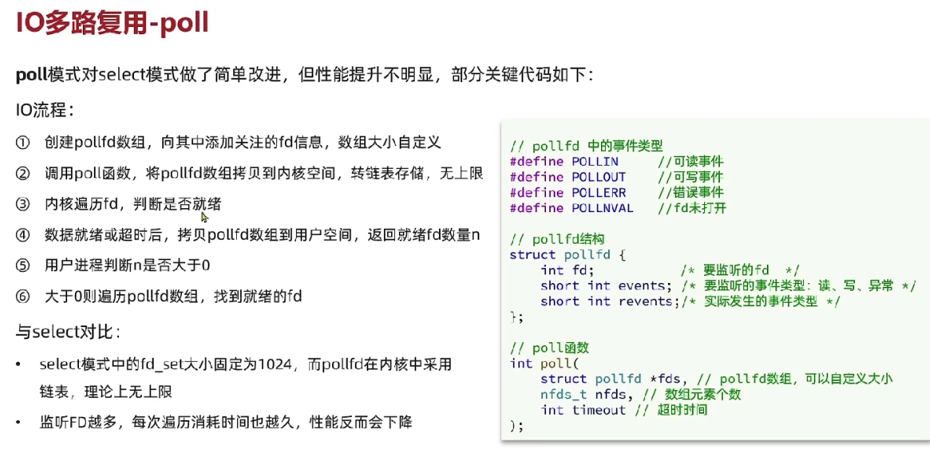 IO多路复用-poll
poll模式对select模式做了简单改进，但性能提升不明显，部分关键代码如下：
IO流程：
① 创建pollfd数组，向其中添加关注的fd信息，数组大小自定义
② 调用poll函数，将pollfd数组拷贝到内核空间，转链表存储，无上限
③ 内核遍历fd，判断是否就绪
④ 数据就绪或超时后，拷贝pollfd数组到用户空间，返回就绪fd数量n
⑤ 用户进程判断n是否大于0
⑥ 大于0则遍历pollfd数组，找到就绪的fd
与select对比：
• select模式中的fd_set大小固定为1024，而pollfd在内核中采用
链表，理论上无上限
• 监听FD越多，每次遍历消耗时间也越久，性能反而会下降
// pollfd 中的事件类型
#define POLLIN //可读事件
#define POLLOUT //可写事件
#define POLLERR //错误事件
#define POLLNVAL //fd未打开
// pollfd结构
struct pollfd {
int fd; /* 要监听的fd */
short int events; /* 要监听的事件类型：读、写、异常 */
short int revents;/* 实际发生的事件类型 */
};
// poll函数
int poll(
struct pollfd *fds, // pollfd数组，可以自定义大小
nfds_t nfds, // 数组元素个数
int timeout // 超时时间
);